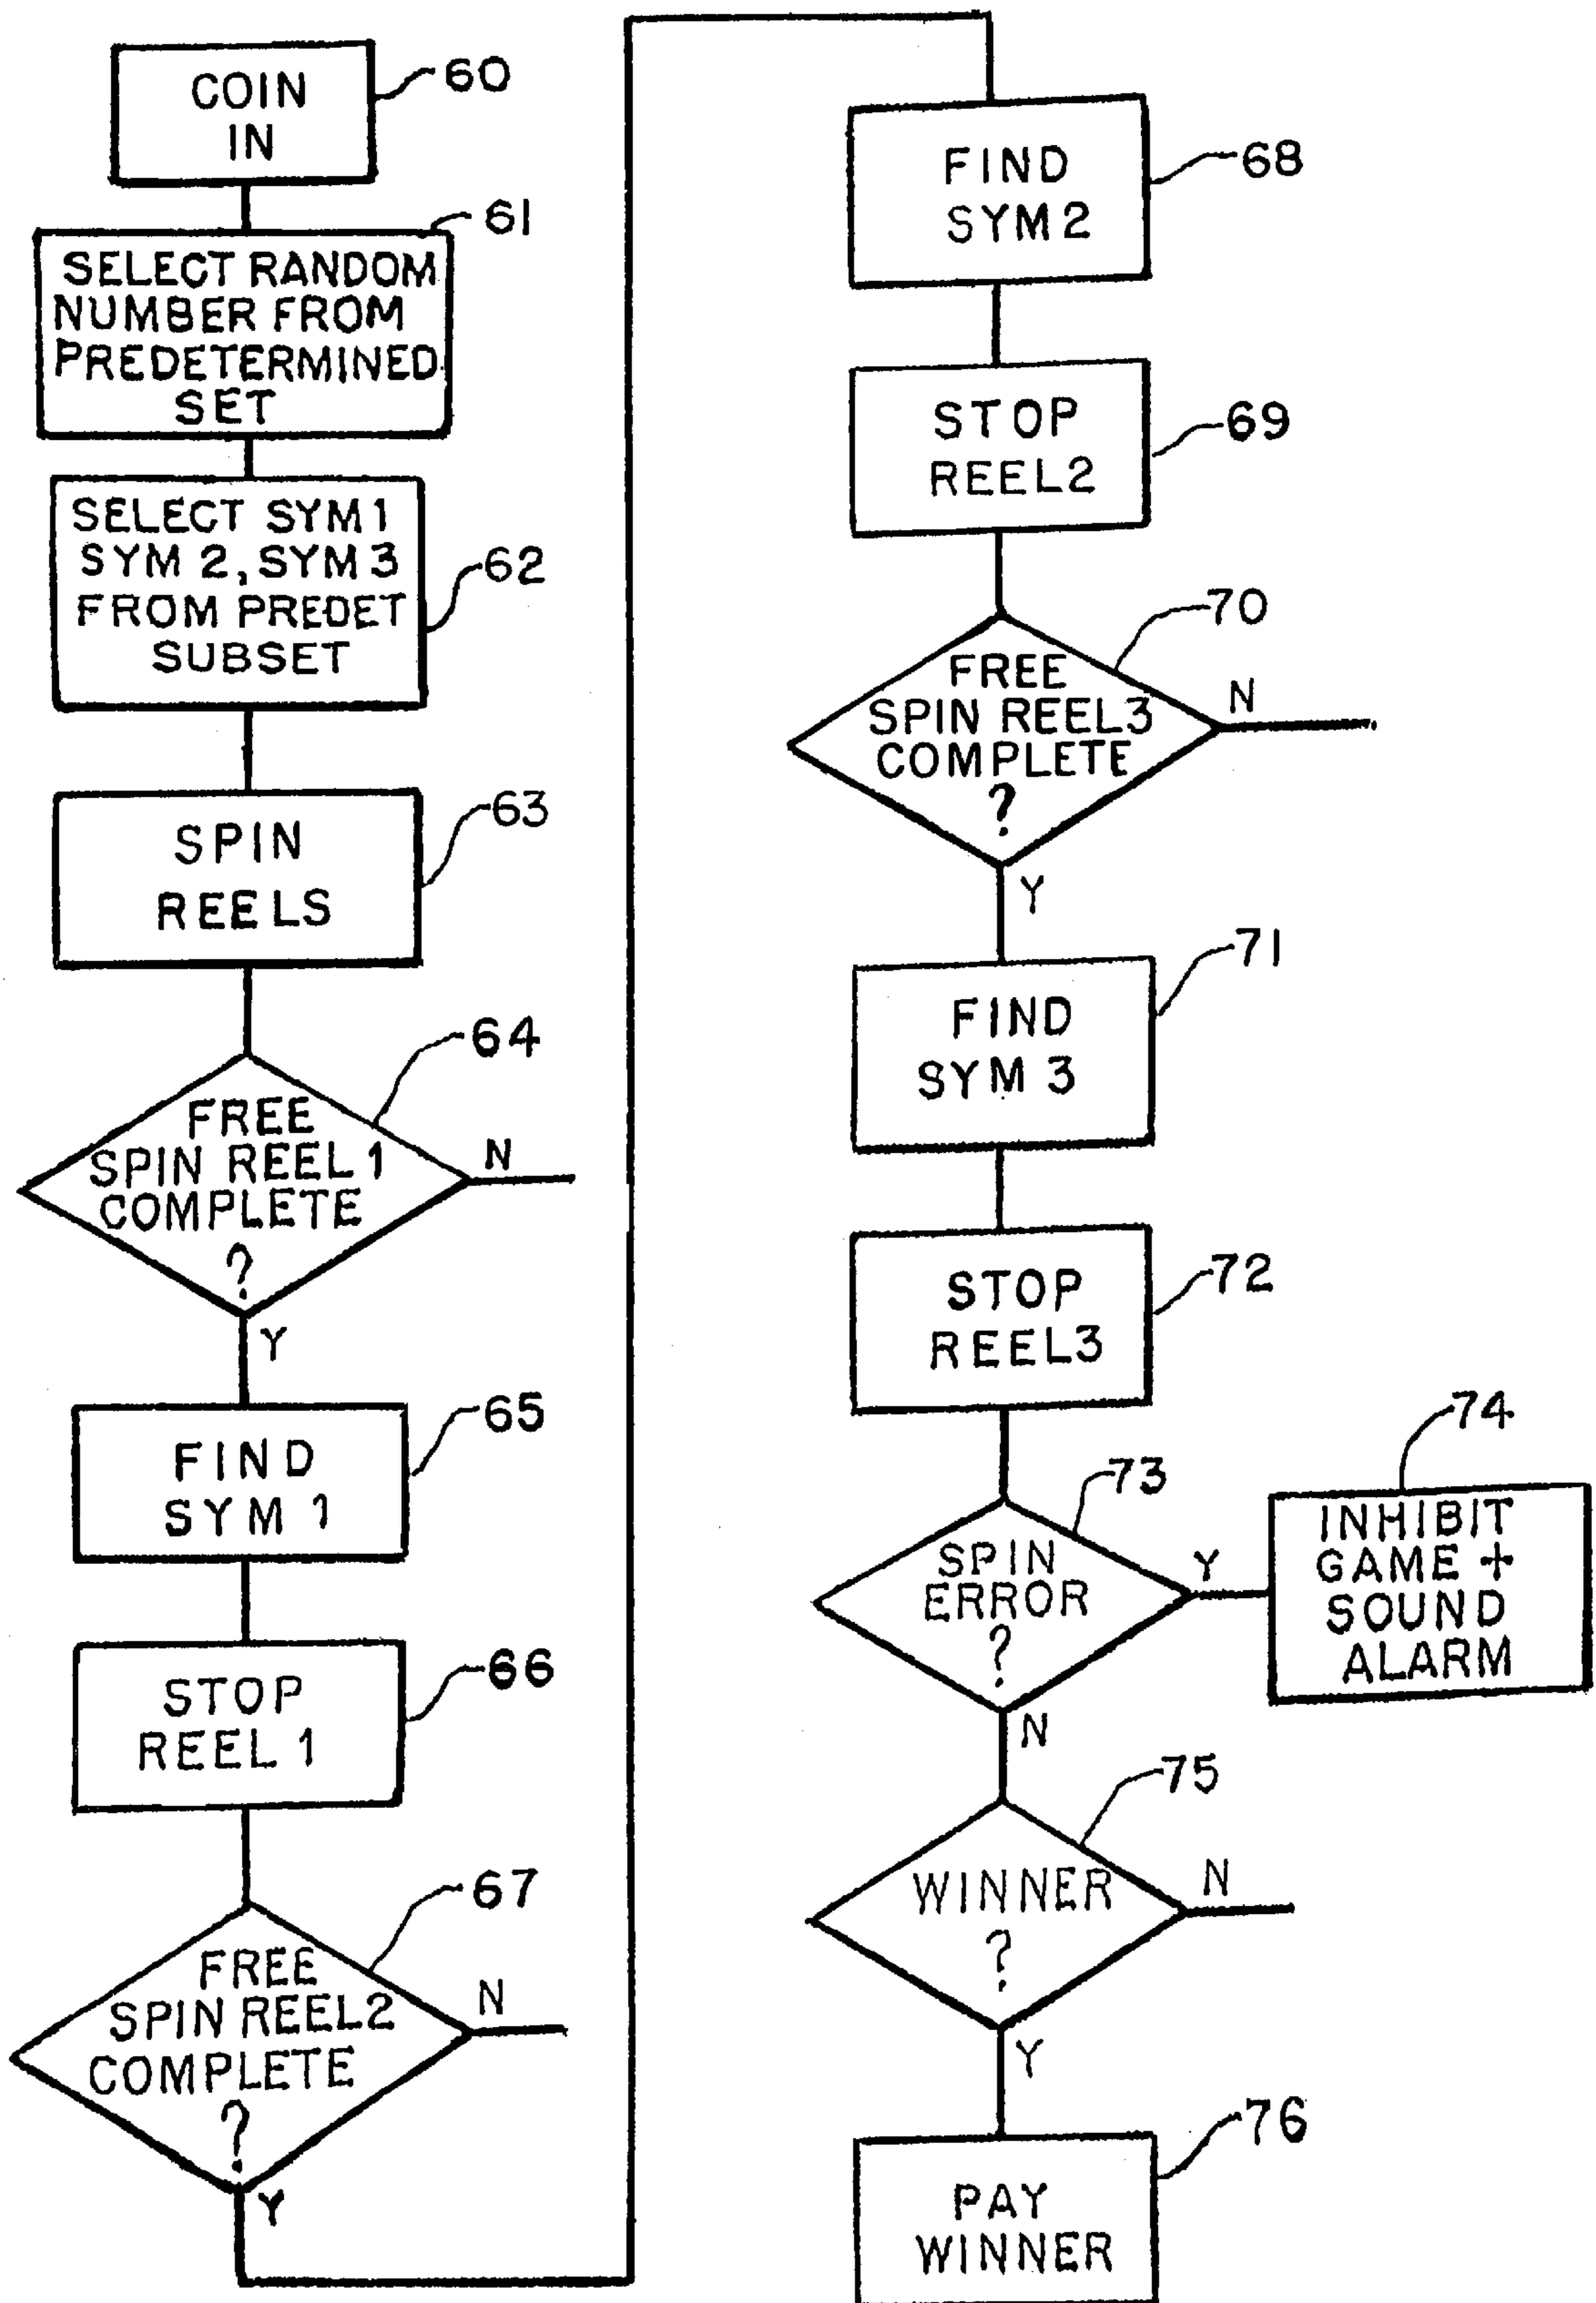 COIN
IN
60
61
SELECT RANDOM
NUMBER FROM
PREDETERMINED
SET
SELECT SYM 1
SYM 2, SYM 3
FROM PREDET
SUBSET
62
SPIN
REELS
63
64
FREE
SPIN REEL 1
COMPLETE
?
N
Y
FIND
SYM 1
65
STOP
REEL 1
66
67
FREE
SPIN REEL2
COMPLETE
?
N
Y
FIND
SYM 2
68
STOP
REEL2
69
70
FREE
SPIN REEL3
COMPLETE
?
N
Y
71
FIND
SYM 3
STOP
REEL3
72
73
SPIN
ERROR
?
Y
N
74
INHIBIT
GAME +
SOUND
ALARM
75
WINNER
?
N
Y
76
PAY
WINNER